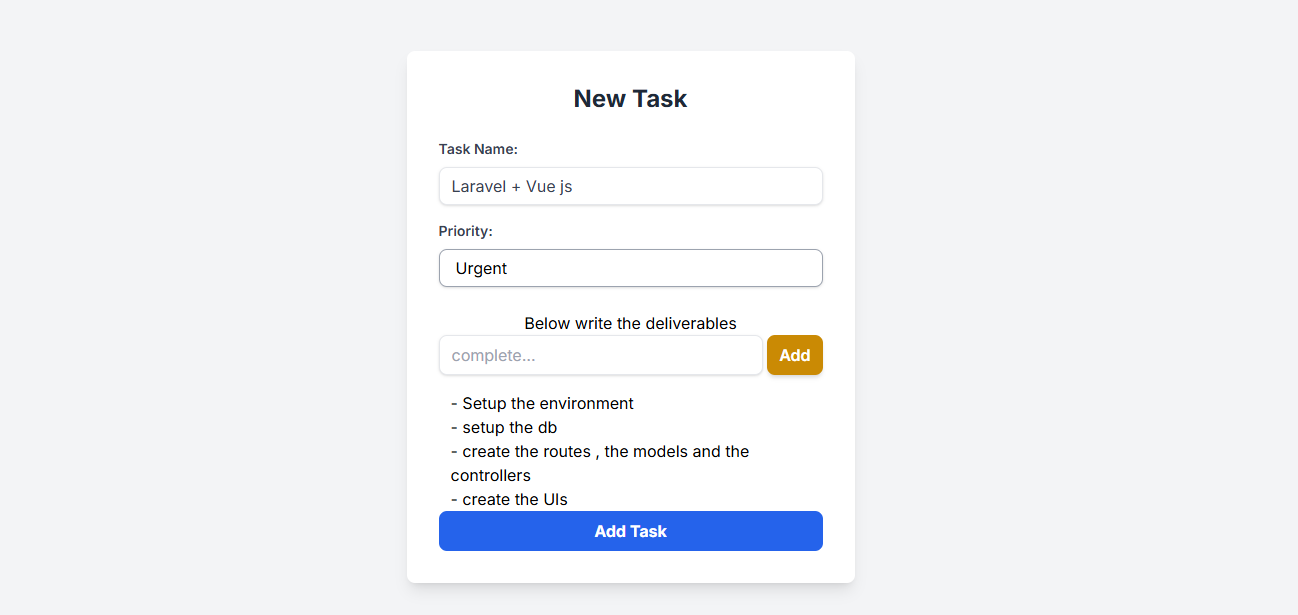 New Task
Task Name:
Laravel + Vue js
Priority:
Urgent
Below write the deliverables
complete...
Add
- Setup the environment
- setup the db
- create the routes , the models and the
controllers
- create the UIs
Add Task